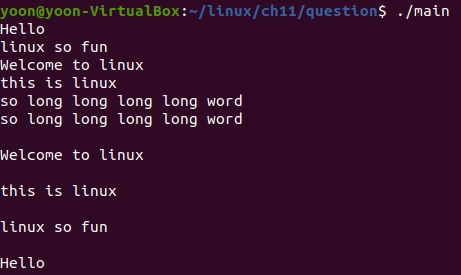 yoon@yoon-VirtualBox:~/linux/ch11/question$ ./main
Hello
linux so fun
Welcome to linux
this is linux
so long long long long word
so long long long long word
Welcome to linux
this is linux
linux so fun
Hello